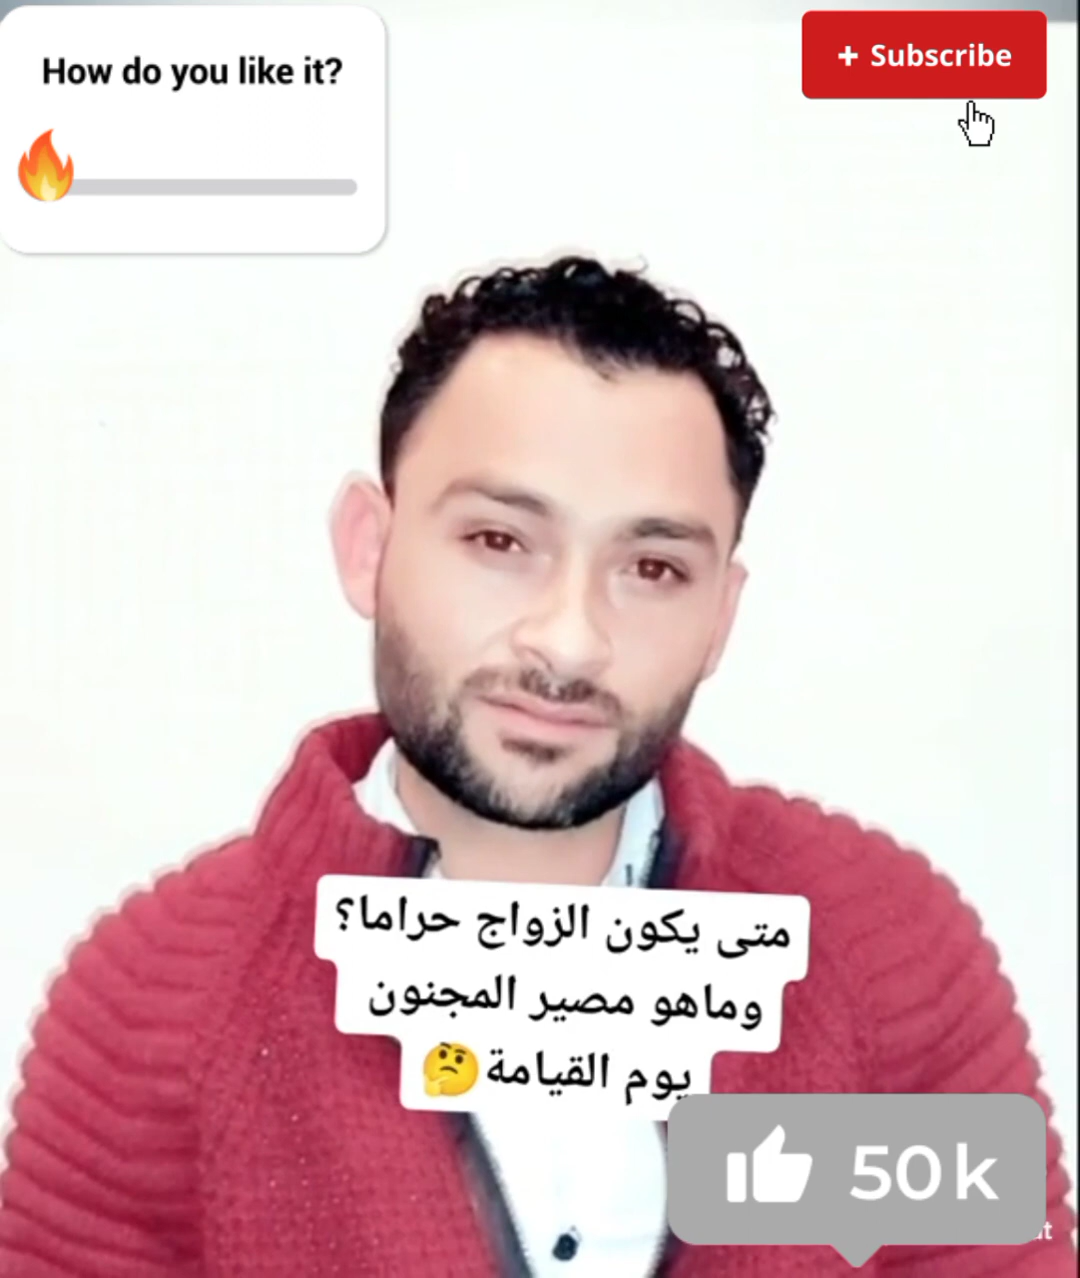 How do you like it?
+ Subscribe
متى يكون الزواج حراما؟
وماهو مصير المجنون
يوم القيامة🤔
50k